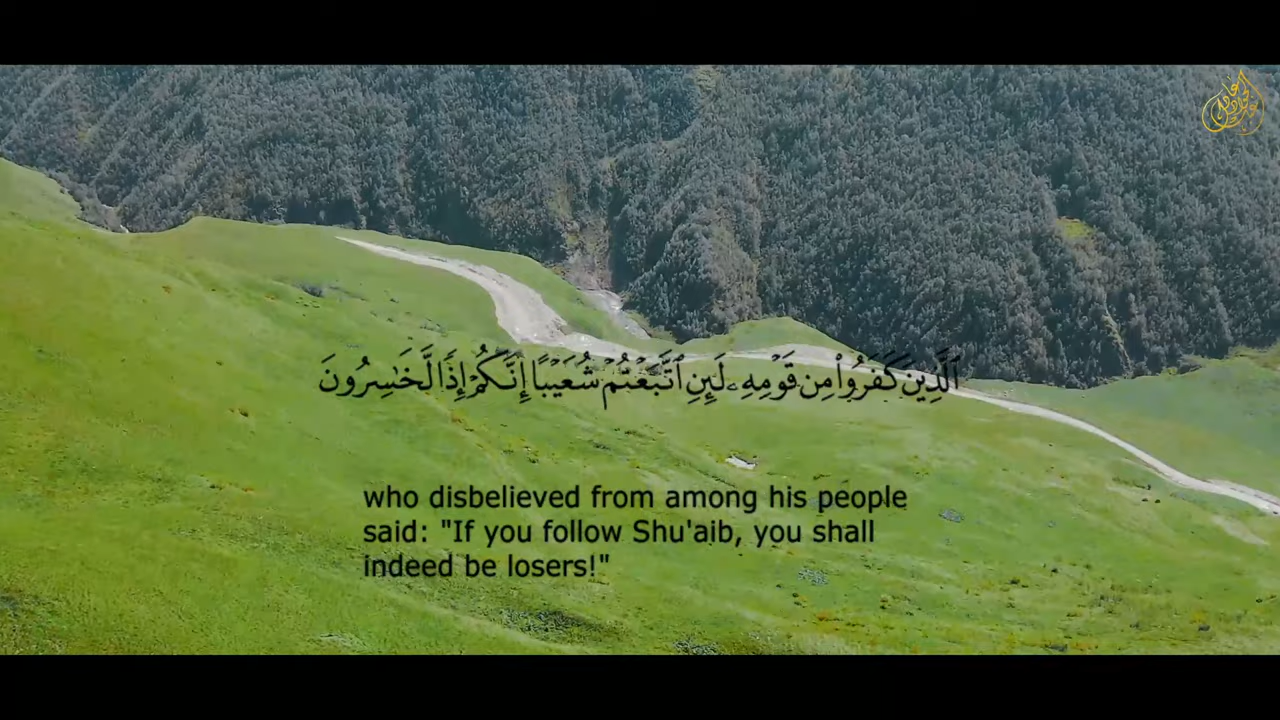 ٱلَّذِينَ كَفَرُوا۟ مِن قَوْمِهِۦ لَئِنِ ٱتَّبَعْتُمْ شُعَيْبًا إِنَّكُمْ إِذًا لَّخَـٰسِرُونَ
who disbelieved from among his people
said: "If you follow Shu'aib, you shall
indeed be losers!"